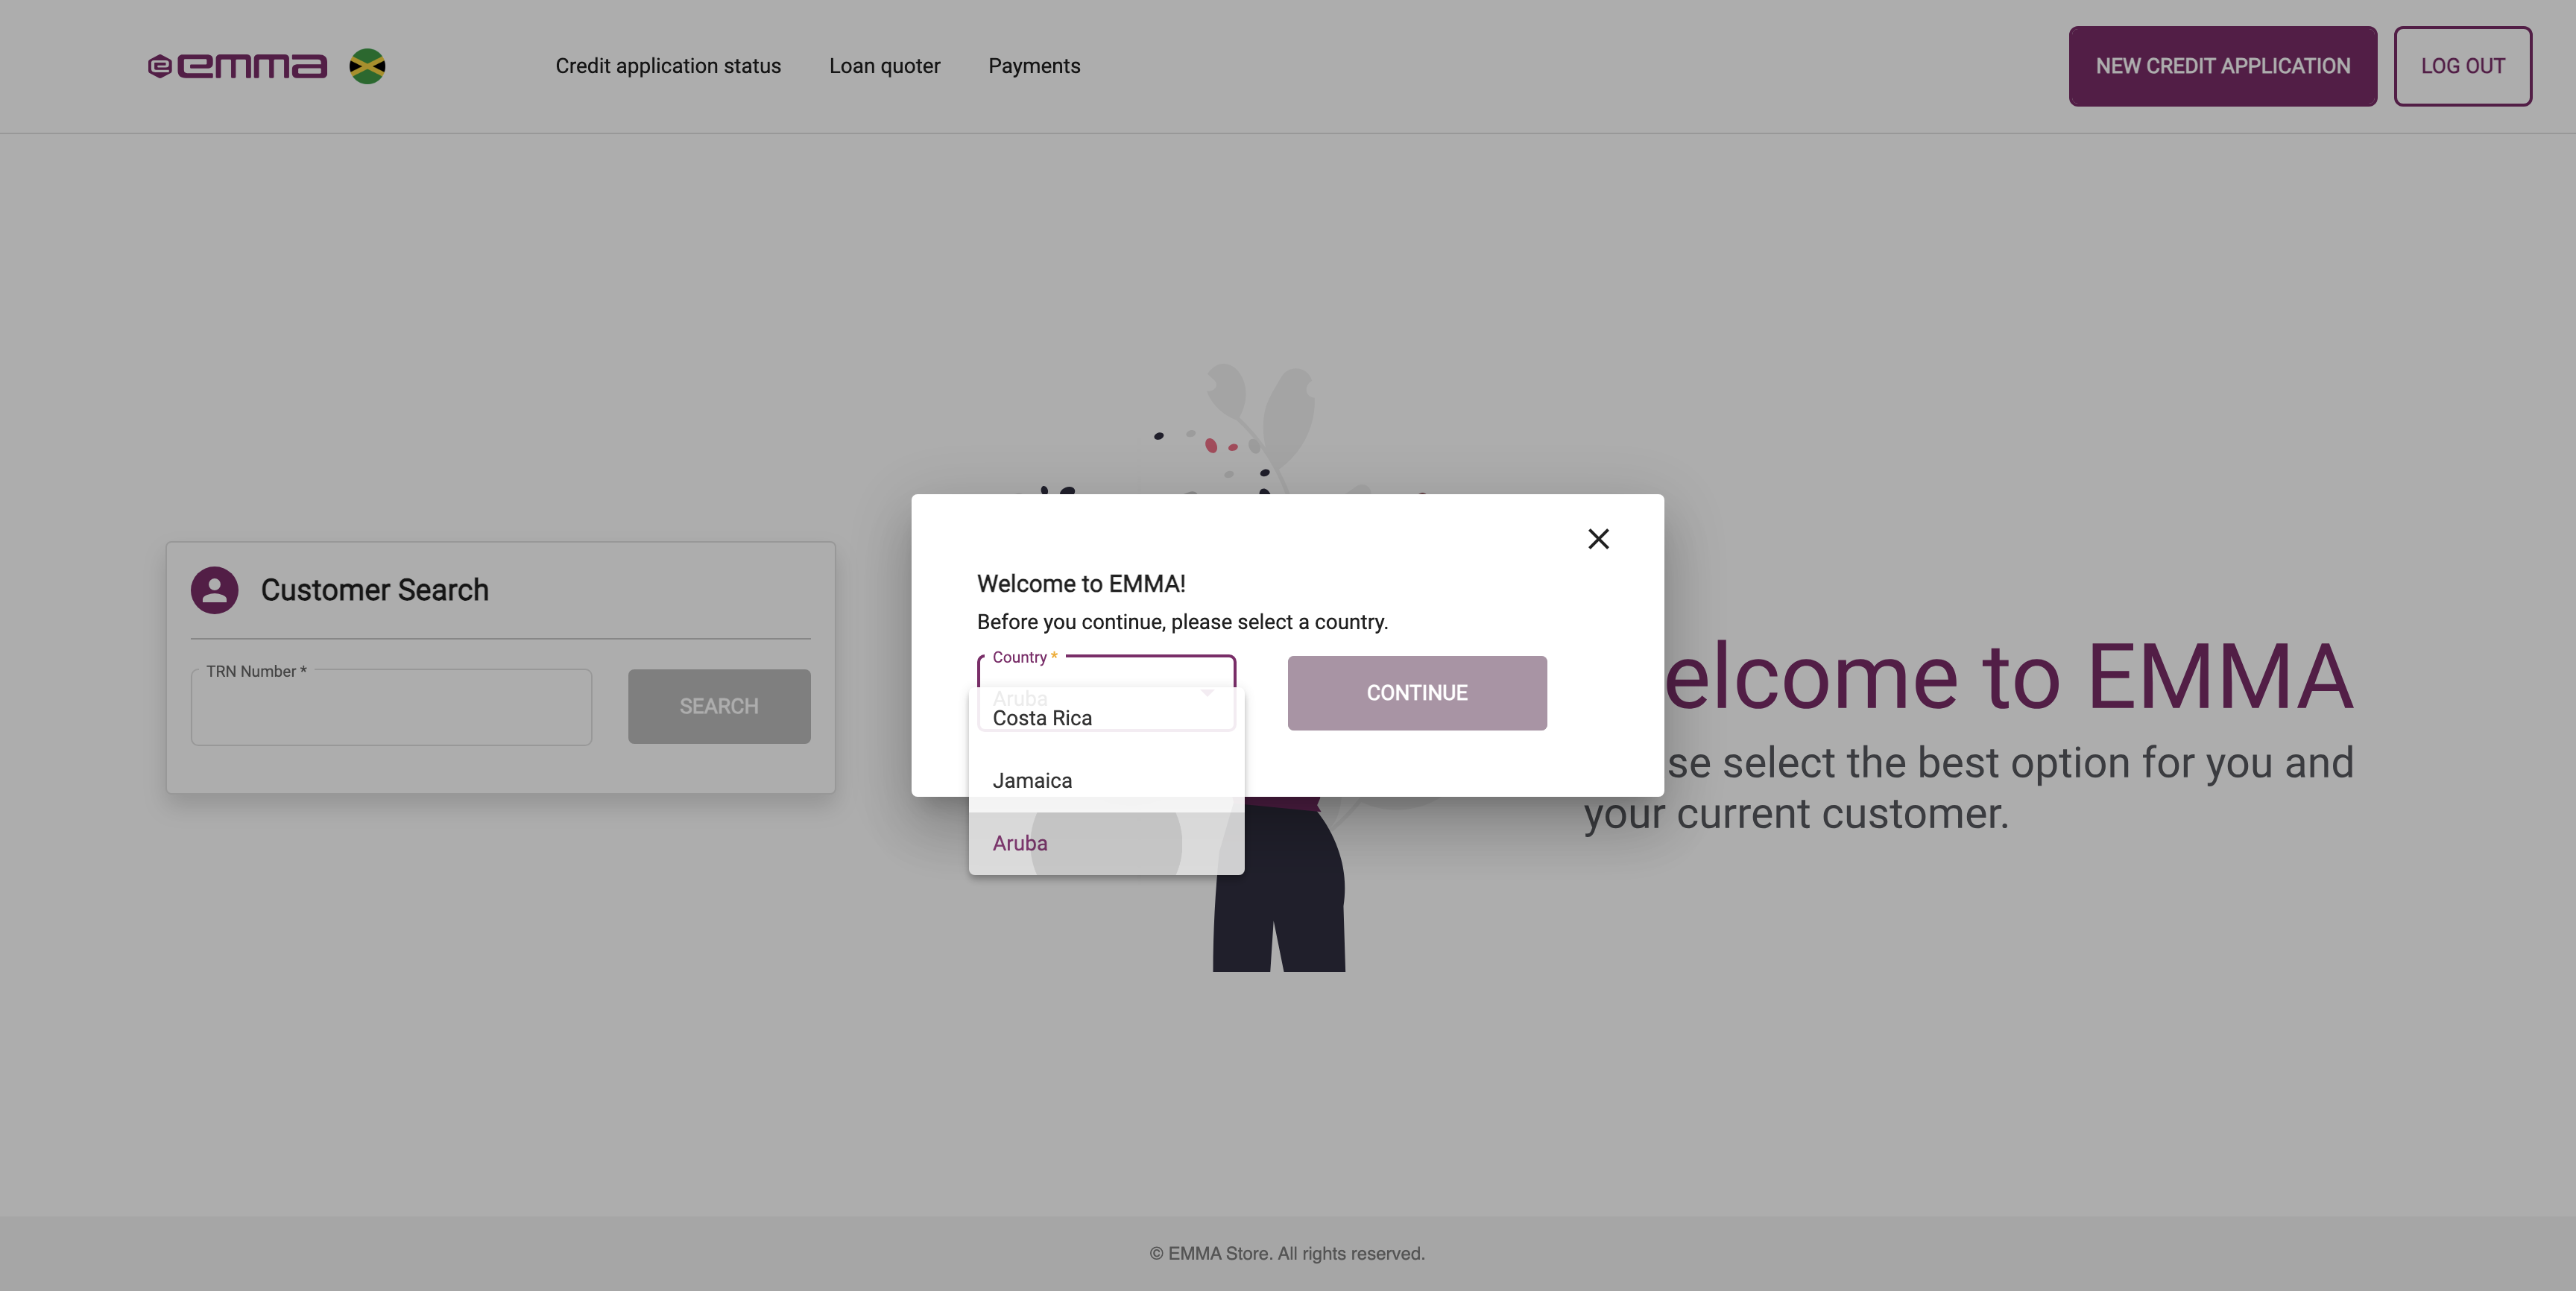 emma
Credit application status
Loan quoter
Payments
NEW CREDIT APPLICATION
LOG OUT
Customer Search
TRN Number *
SEARCH
Welcome to EMMA!
Before you continue, please select a country.
Country *
Aruba
CONTINUE
Costa Rica
Jamaica
Aruba
elcome to EMMA
se select the best option for you and
your current customer.
© EMMA Store. All rights reserved.